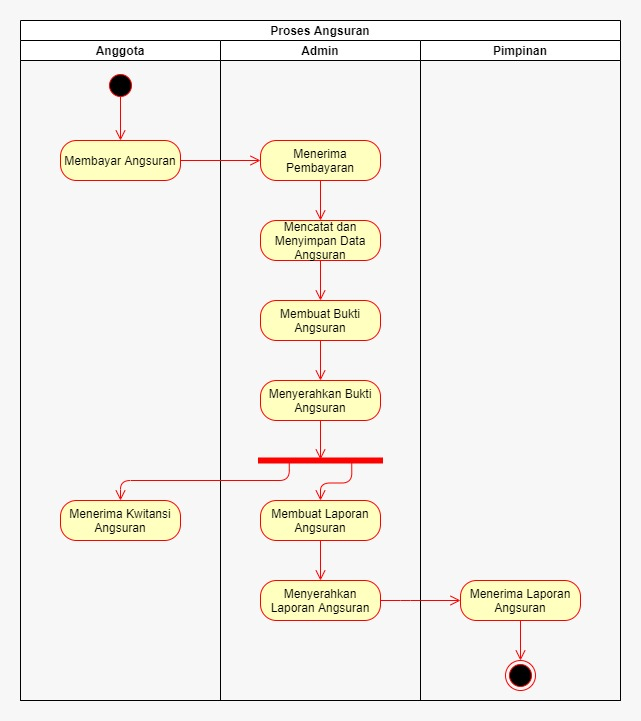 Proses Angsuran
Anggota
Admin
Pimpinan
Membayar Angsuran
Menerima
Pembayaran
Mencatat dan
Menyimpan Data
Angsuran
Membuat Bukti
Angsuran
Menyerahkan Bukti
Angsuran
Menerima Kwitansi
Angsuran
Membuat Laporan
Angsuran
Menyerahkan
Laporan Angsuran
Menerima Laporan
Angsuran